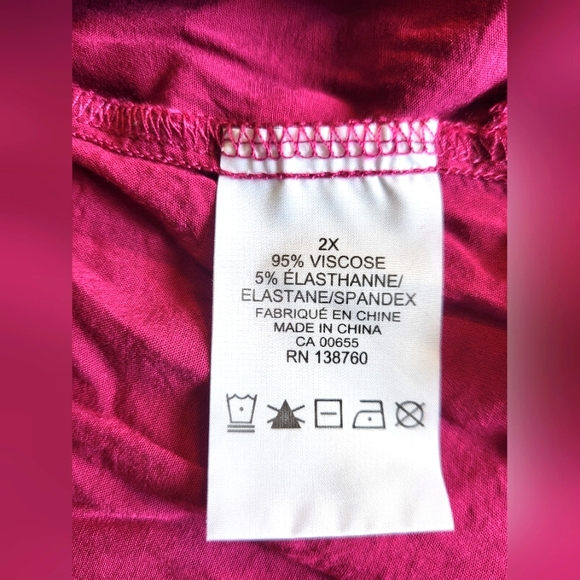 2X
95% VISCOSE
5% ÉLASTHANNE/
ELASTANE/SPANDEX
FABRIQUÉ EN CHINE
MADE IN CHINA
CA 00655
RN 138760